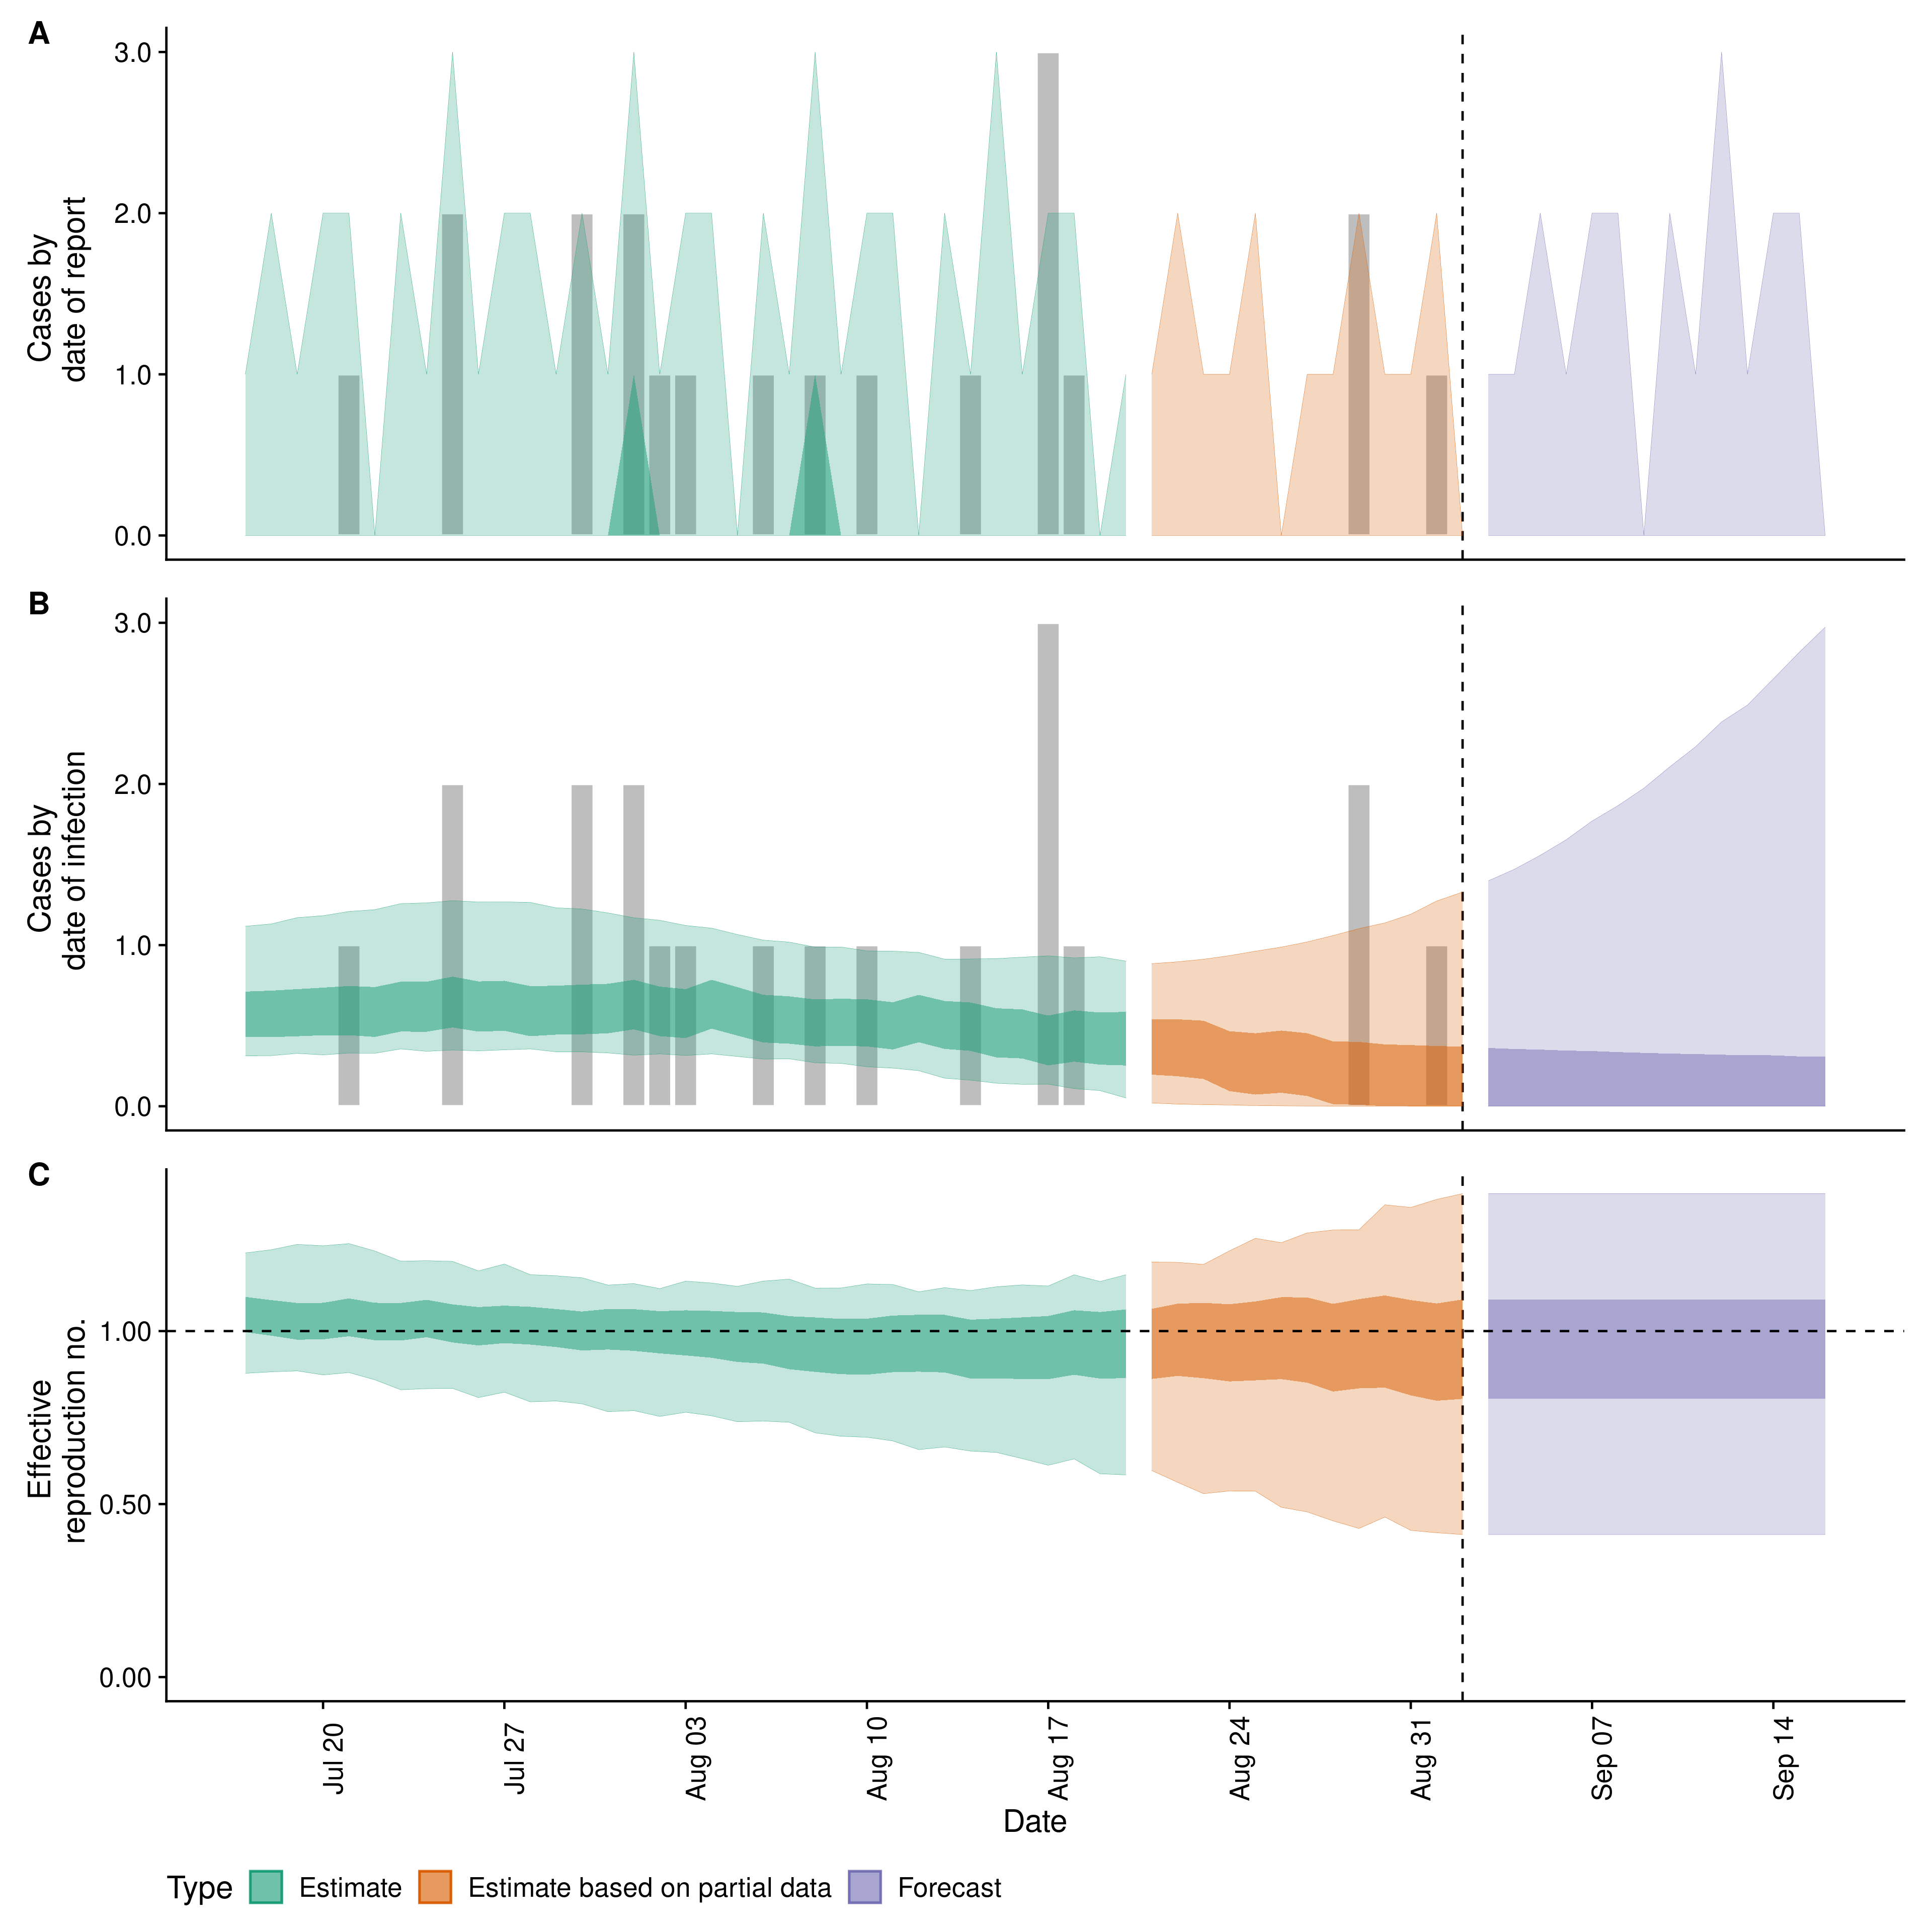 A
Cases by
date of report
3.0
2.0
1.0
0.0
B
Cases by
date of infection
3.0
2.0
1.0
0.0
C
Effective
reproduction no.
1.00
0.50
0.00
Jul 20
Jul 27
Aug 03
Aug 10
Aug 17
Aug 24
Aug 31
Sep 07
Sep 14
Date
Type Estimate Estimate based on partial data Forecast